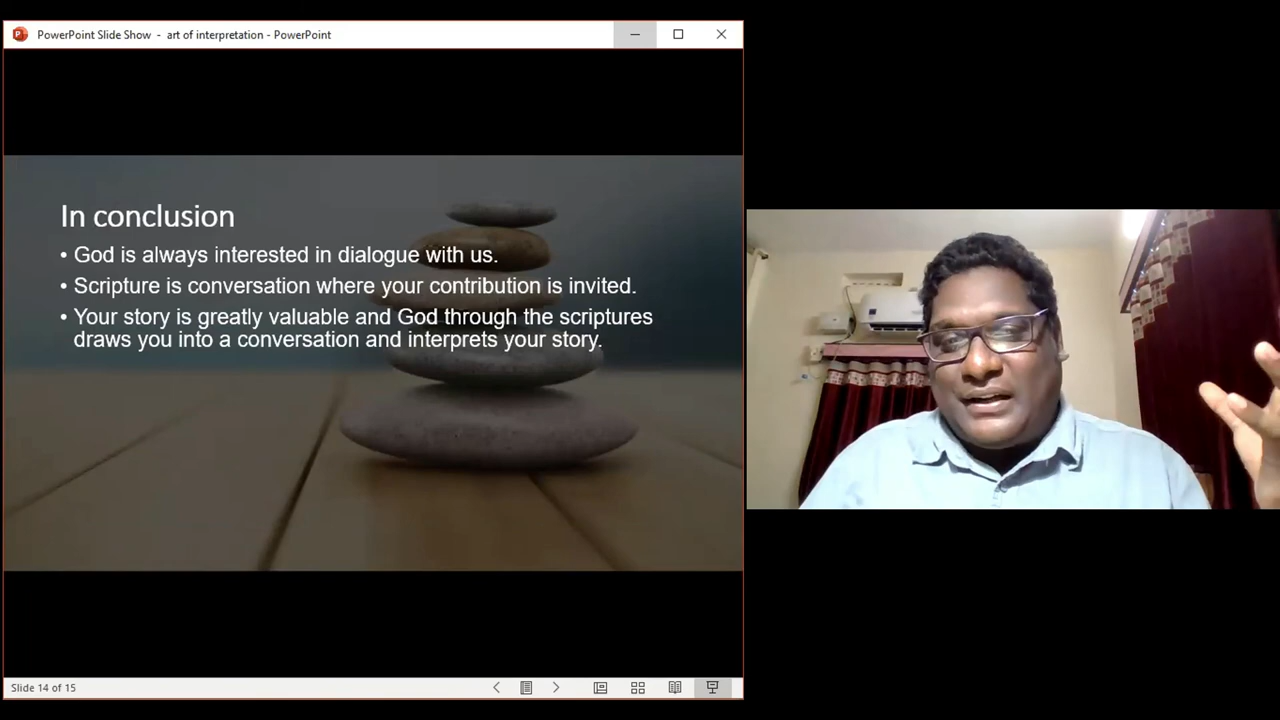 PowerPoint Slide Show - art of interpretation - PowerPoint
In conclusion
• God is always interested in dialogue with us.
• Scripture is conversation where your contribution is invited.
• Your story is greatly valuable and God through the scriptures
draws you into a conversation and interprets your story.
Slide 14 of 15